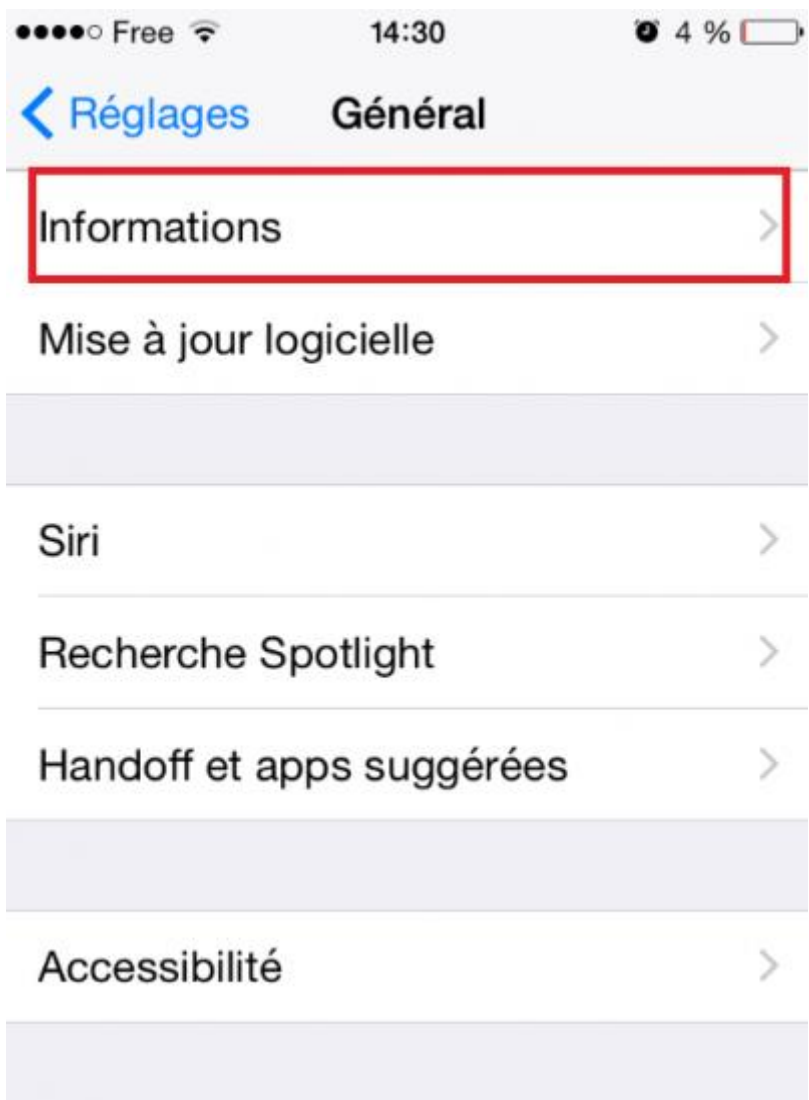 Free 14:30 4 %
Réglages Général
Informations
Mise à jour logicielle
Siri
Recherche Spotlight
Handoff et apps suggérées
Accessibilité